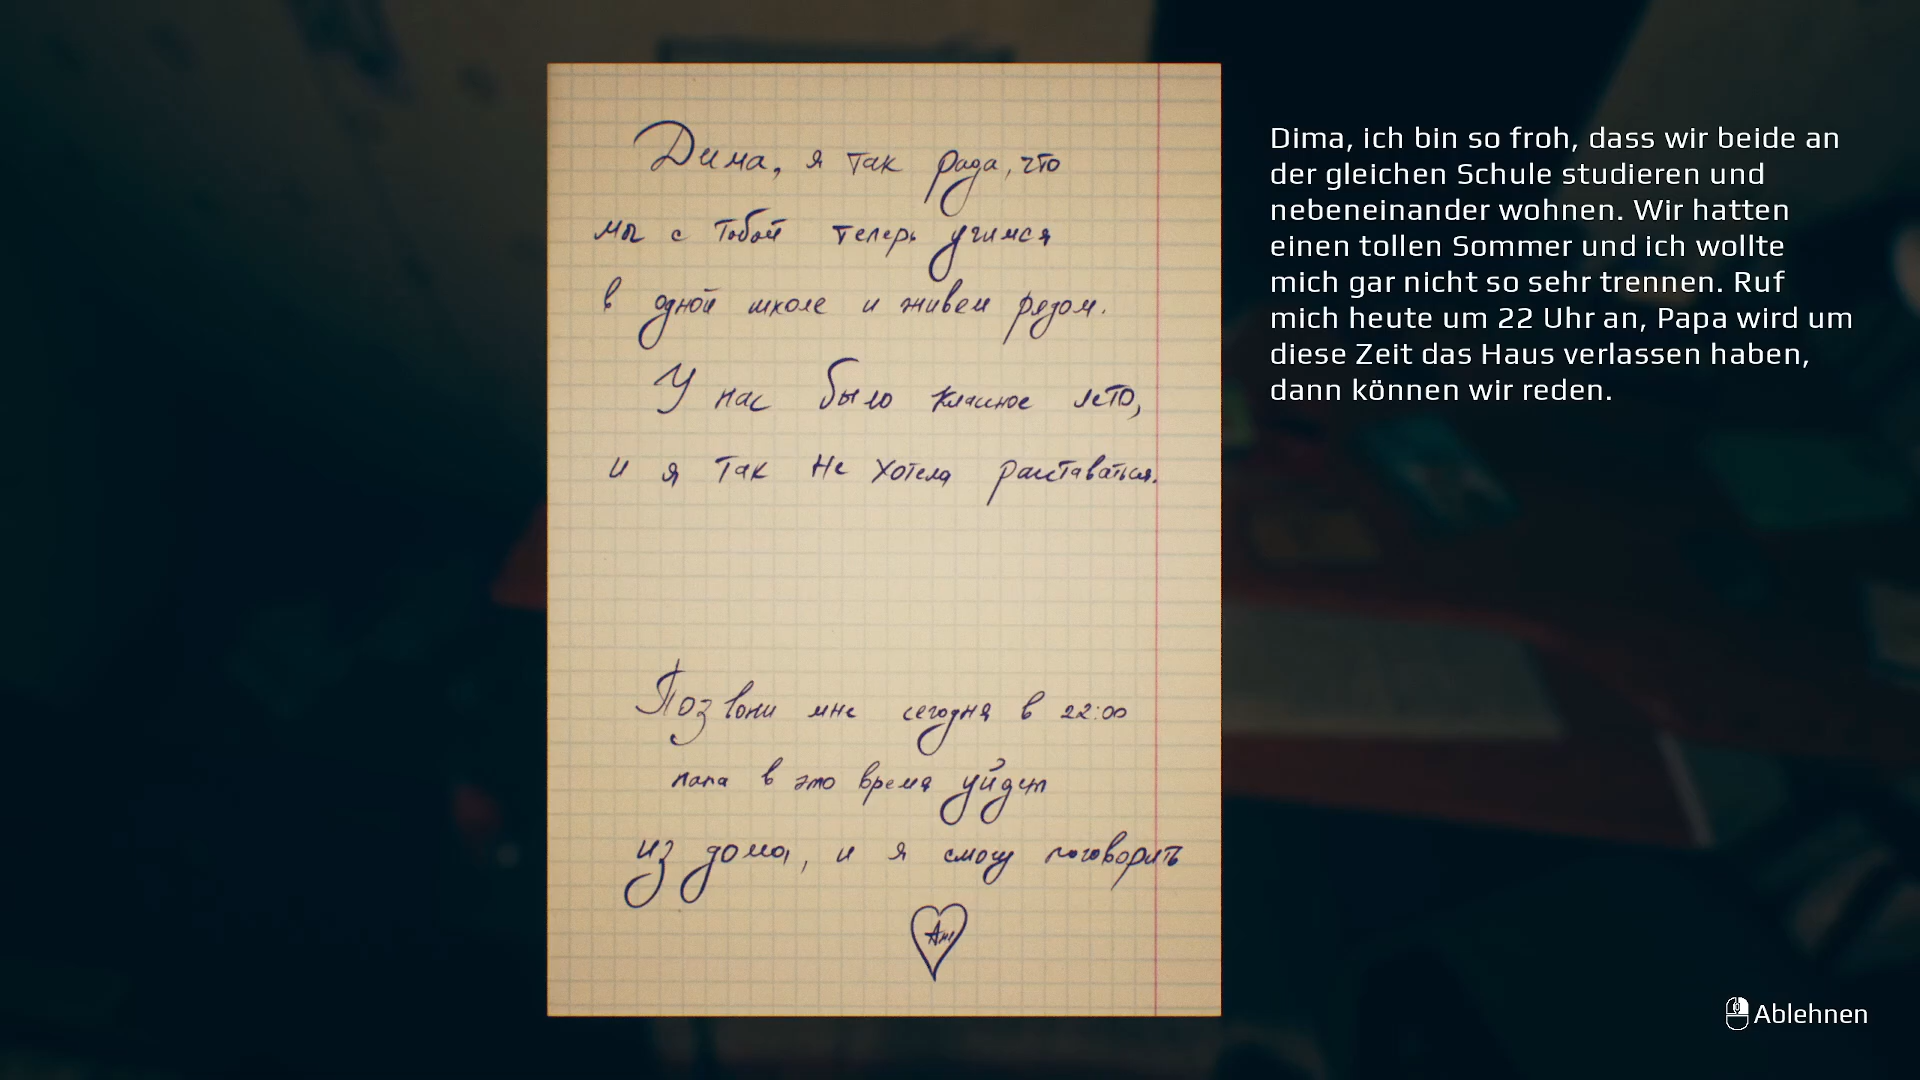 Дима, я так рада, что
мы с тобой теперь учимся
в одной школе и живем рядом.
У нас было классное лето,
и я так не хотела расставаться.
Позвони мне сегодня в 22:00
папа в это время уйдет
из дома, и я смогу поговорить
Dima, ich bin so froh, dass wir beide an
der gleichen Schule studieren und
nebeneinander wohnen. Wir hatten
einen tollen Sommer und ich wollte
mich gar nicht so sehr trennen. Ruf
mich heute um 22 Uhr an, Papa wird um
diese Zeit das Haus verlassen haben,
dann können wir reden.
Ablehnen